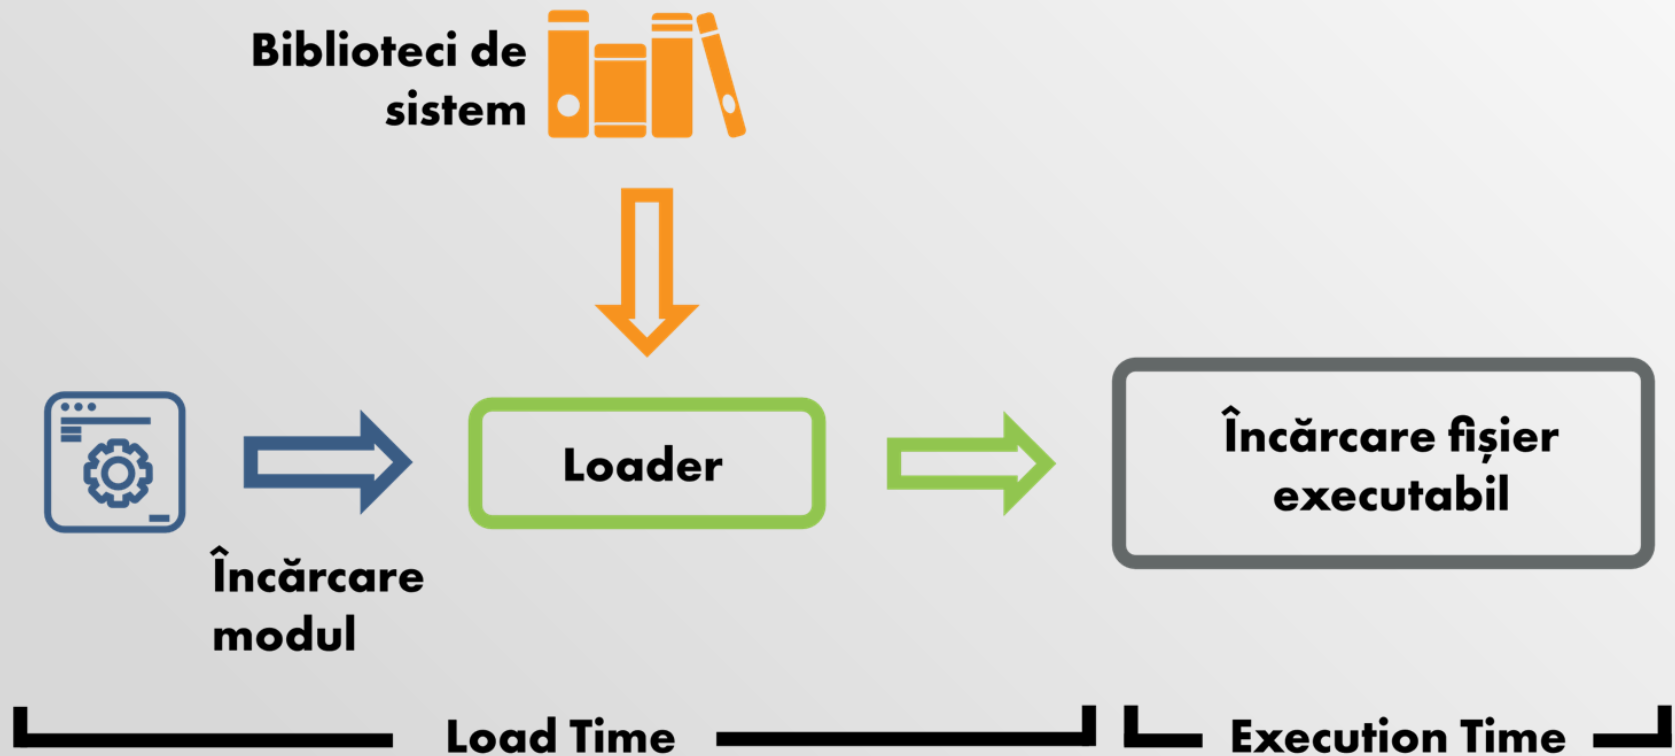 Biblioteci de
sistem
Loader
Încărcare fișier
executabil
Încărcare
modul
Load Time
Execution Time